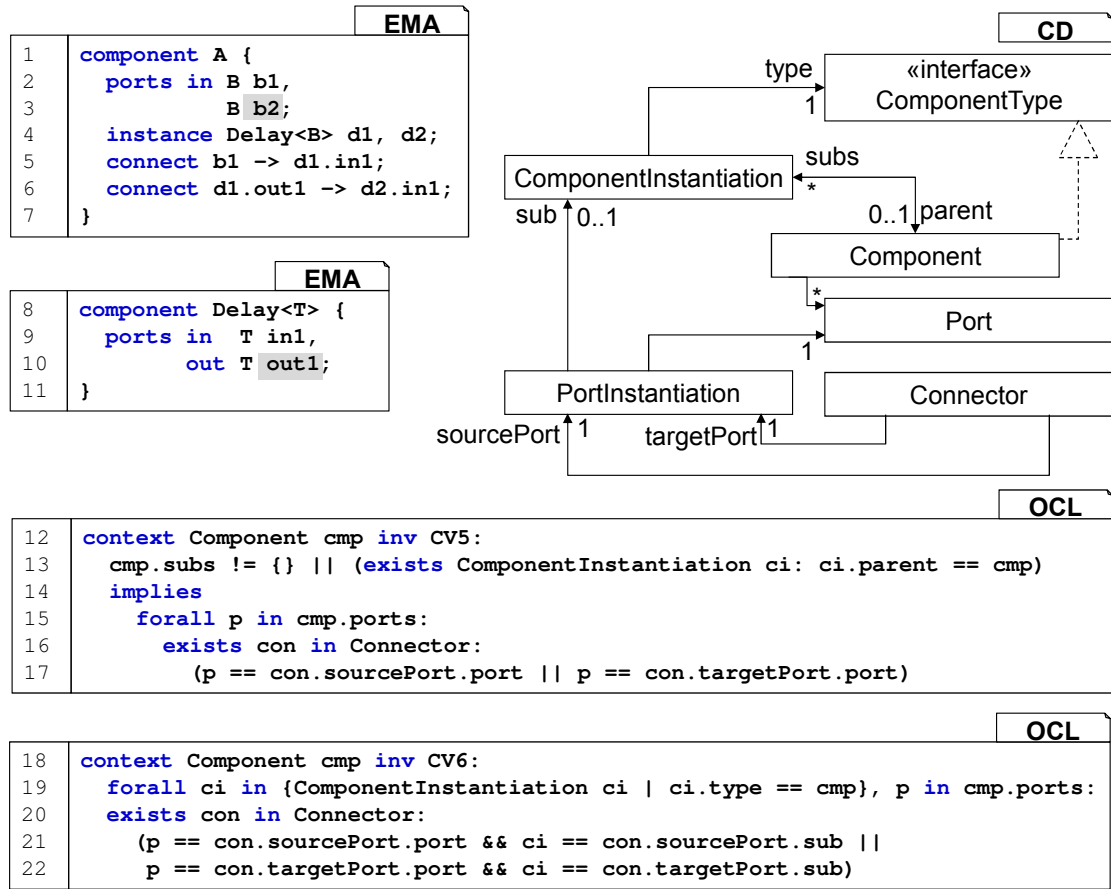 EMA
1 component A {
2 ports in B b1,
3 B b2;
4 instance Delay<B> d1, d2;
5 connect b1 -> d1.in1;
6 connect d1.out1 -> d2.in1;
7 }
EMA
8 component Delay<T> {
9 ports in T in1,
10 out T out1;
11 }
CD
type
1
«interface»
ComponentType
ComponentInstantiation
subs
*
sub 0..1
0..1 parent
Component
*
Port
1
PortInstantiation
Connector
sourcePort 1
targetPort 1
OCL
12 context Component cmp inv CV5:
13 cmp.subs != {} || (exists ComponentInstantiation ci: ci.parent == cmp)
14 implies
15 forall p in cmp.ports:
16 exists con in Connector:
17 (p == con.sourcePort.port || p == con.targetPort.port)
OCL
18 context Component cmp inv CV6:
19 forall ci in {ComponentInstantiation ci | ci.type == cmp}, p in cmp.ports:
20 exists con in Connector:
21 (p == con.sourcePort.port && ci == con.sourcePort.sub ||
22 p == con.targetPort.port && ci == con.targetPort.sub)